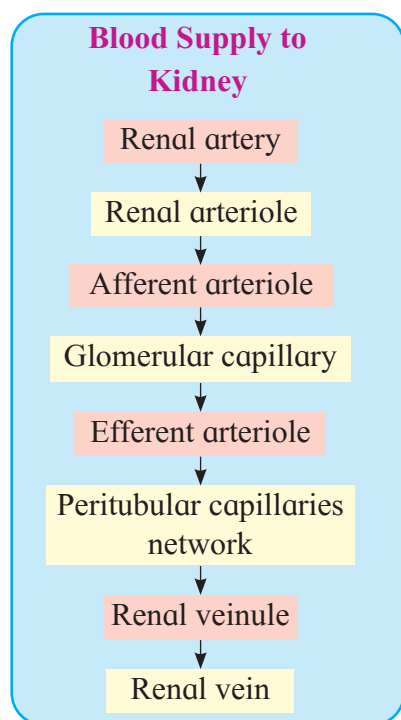 Blood Supply to
Kidney
Renal artery
Renal arteriole
Afferent arteriole
Glomerular capillary
Efferent arteriole
Peritubular capillaries
network
Renal veinule
Renal vein